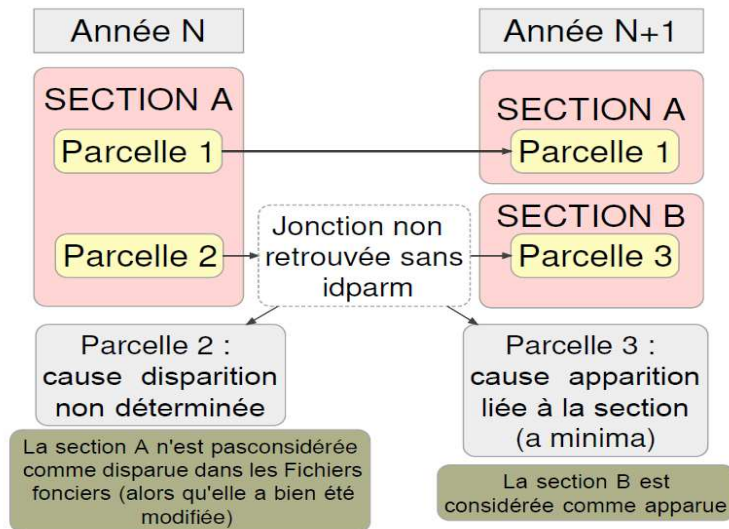 Année N
Année N+1
SECTION A
Parcelle 1
Parcelle 2
SECTION A
Parcelle 1
SECTION B
Parcelle 3
Jonction non
retrouvée sans
idparm
Parcelle 2 :
cause disparition
non déterminée
Parcelle 3 :
cause apparition
liée à la section
(a minima)
La section A n'est pasconsidérée
comme disparue dans les Fichiers
fonciers (alors qu'elle a bien été
modifiée)
La section B est
considérée comme apparue